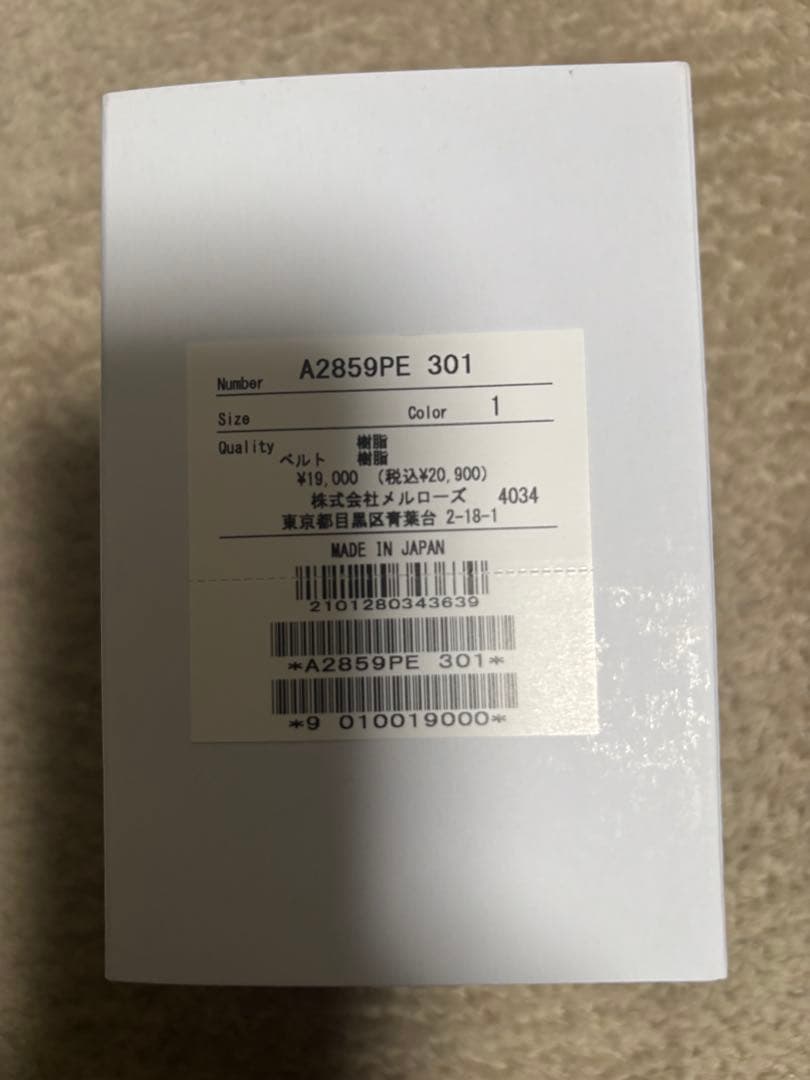 Number A2859PE 301
Size Color 1
Quality 樹脂
ベルト 樹脂
¥19,000 (税込¥20,900)
株式会社メルローズ 4034
東京都目黒区青葉台 2-18-1
MADE IN JAPAN
2101280343639
*A2859PE 301*
*9 010019000*